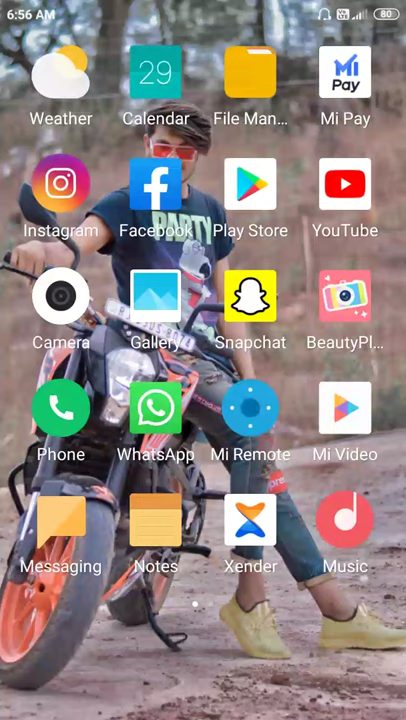 6:56 AM
80
29
Weather
Calendar
File Man...
Mi Pay
Mi
Pay
Instagram
Facebook
Play Store
YouTube
PARTY
Camera
Gallery
Snapchat
BeautyPl...
Phone
WhatsApp
Mi Remote
Mi Video
Messaging
Notes
Xender
Music